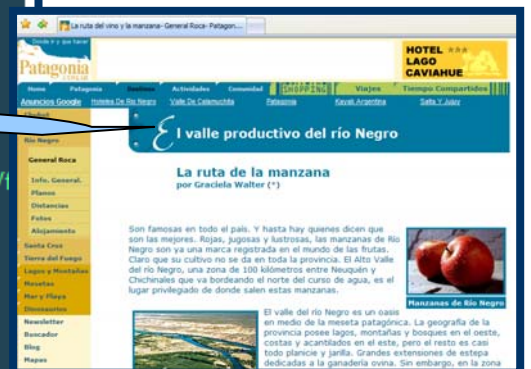 La ruta del vino y la manzana- General Roca- Patagon...
Donde ir y que hacer
Patagonia
HOTEL ***
LAGO
CAVIAHUE
Home Patagonia Destinos Actividades Comunidad SHOPPING Viajes Tiempo Compartidos
Anuncios Google Hoteles De Rio Negro Valle De Calamuchita Patagonia Kayak Argentina Salta Y Jujuy
El valle productivo del río Negro
Río Negro
General Roca
Info. General.
Planos
Distancias
Fotos
Alojamiento
Santa Cruz
Tierra del Fuego
Lagos y Montañas
Mesetas
Mar y Playa
Dinosaurios
Newsletter
Buscador
Blog
Mapas
La ruta de la manzana
por Graciela Walter (*)
Son famosas en todo el país. Y hasta hay quienes dicen que
son las mejores. Rojas, jugosas y lustrosas, las manzanas de Río
Negro son ya una marca registrada en el mundo de las frutas.
Claro que su cultivo no se da en toda la provincia. El Alto Valle
del río Negro, una zona de 100 kilómetros entre Neuquén y
Chichinales que va bordeando el norte del curso de agua, es el
lugar privilegiado de donde salen estas manzanas.
Manzanas de Río Negro
El valle del río Negro es un oasis
en medio de la meseta patagónica. La geografía de la
provincia posee lagos, montañas y bosques en el oeste,
costas y acantilados en el este, pero el resto es casi
todo planicie y jarilla. Grandes extensiones de estepa
dedicadas a la ganadería ovina. Sin embargo, en la zona